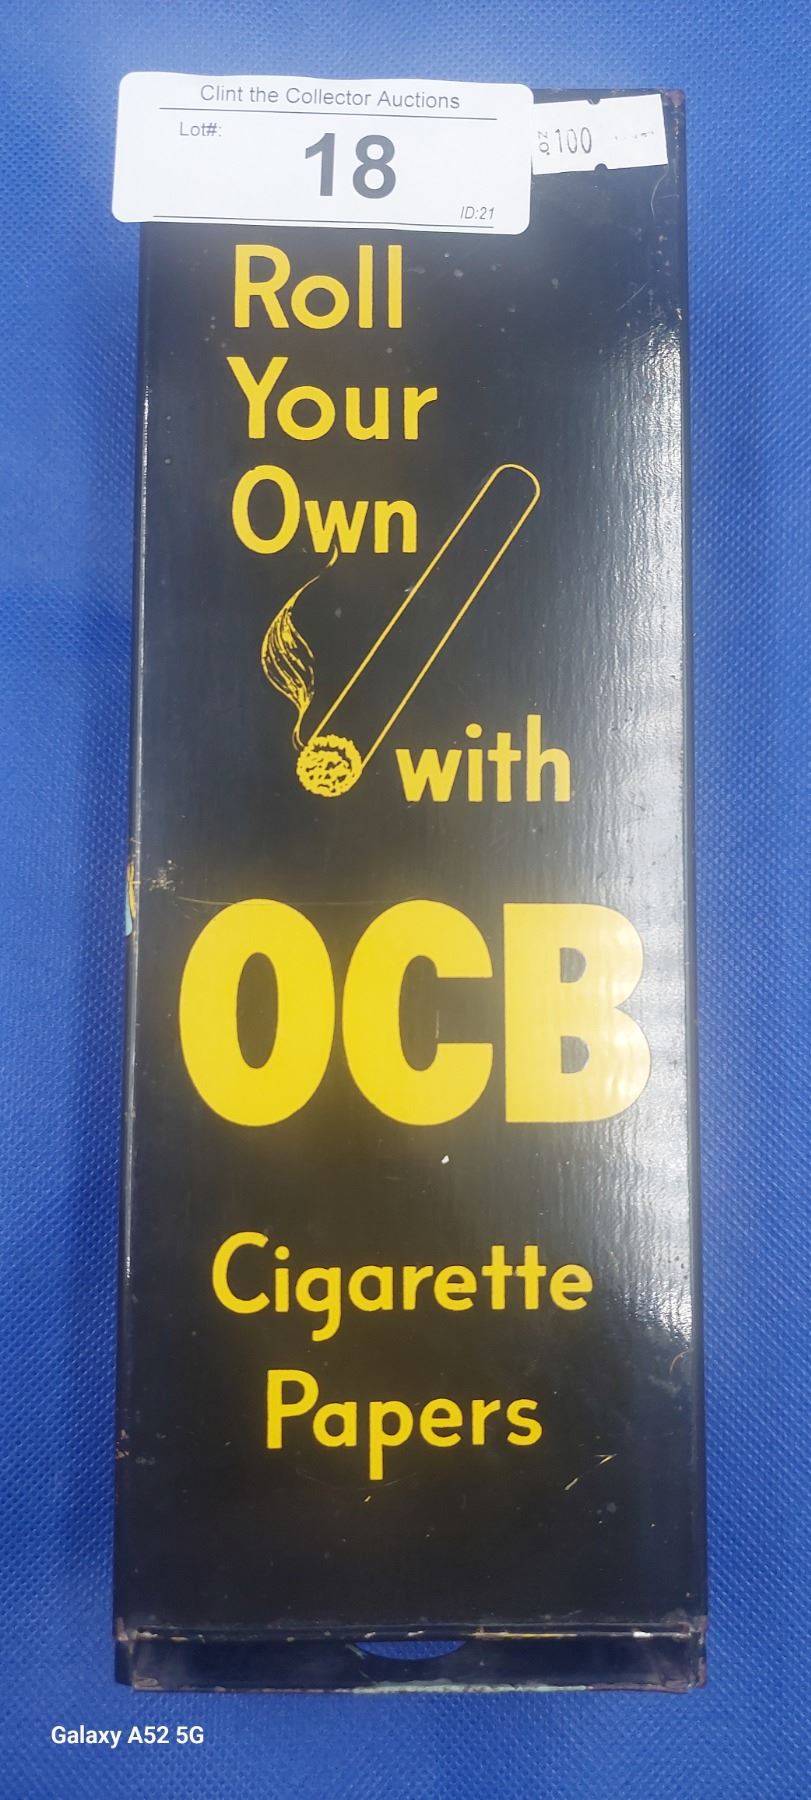 Clint the Collector Auctions
Lot#:
18
ID:21
100
Roll
Your
Own
with
OCB
Cigarette
Papers
Galaxy A52 5G